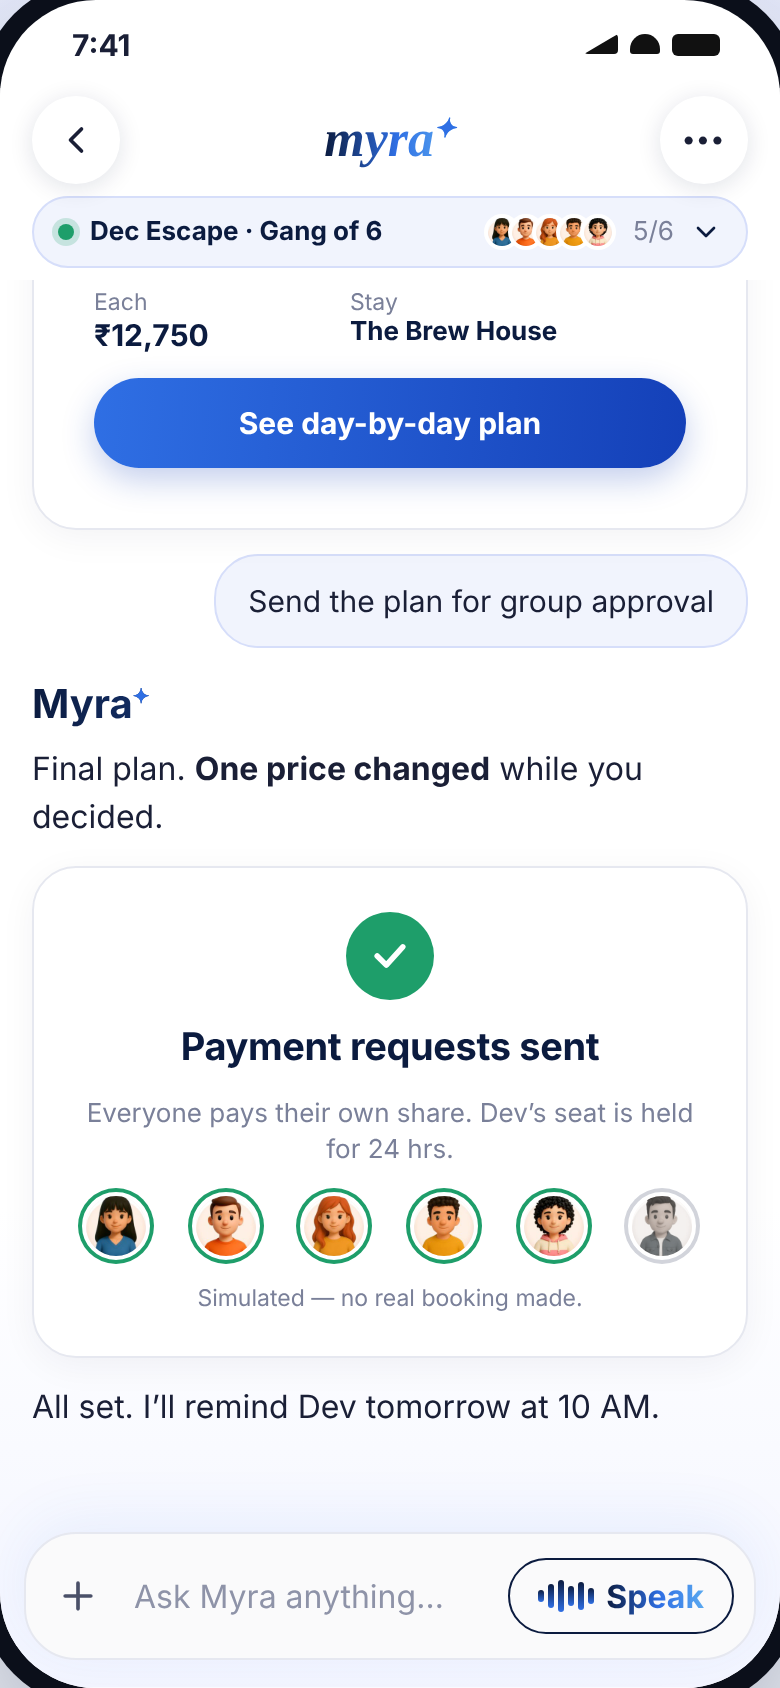 7:41
myra
Dec Escape · Gang of 6
5/6
Each
Stay
₹12,750
The Brew House
See day-by-day plan
Send the plan for group approval
Myra
Final plan. One price changed while you
decided.
Payment requests sent
Everyone pays their own share. Dev’s seat is held
for 24 hrs.
Simulated — no real booking made.
All set. I’ll remind Dev tomorrow at 10 AM.
Ask Myra anything...
Speak